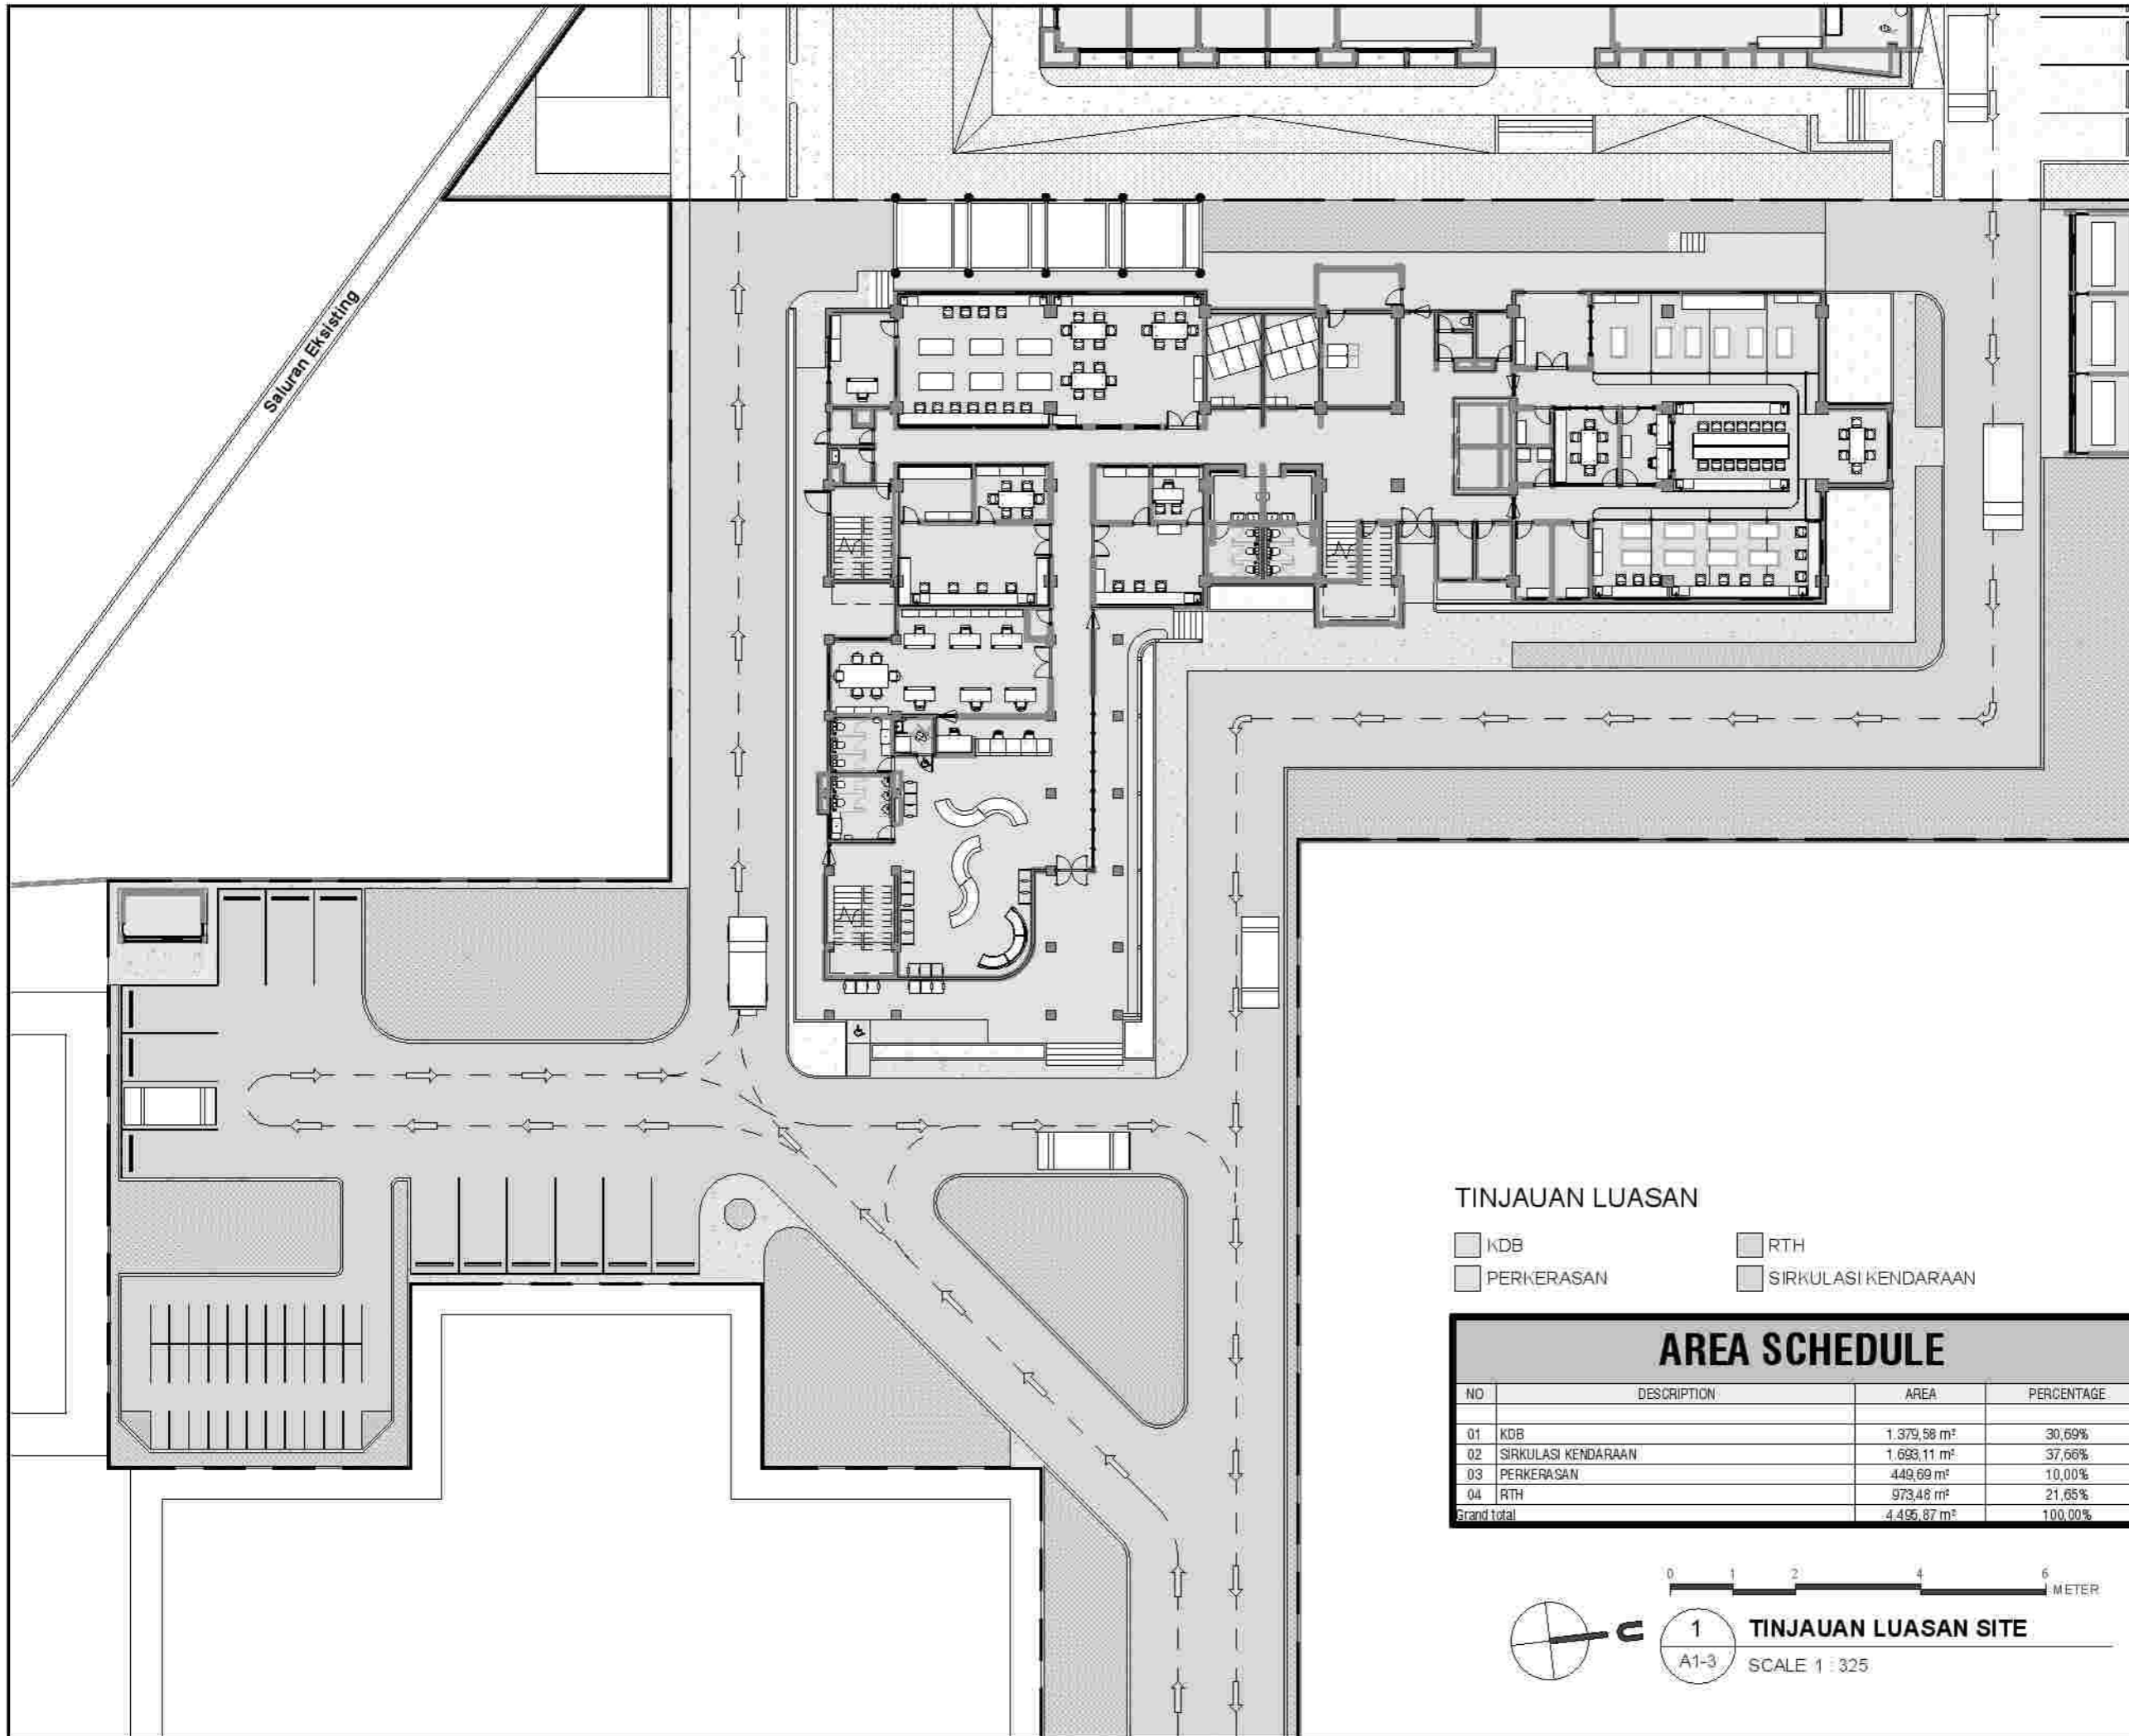 Saluran Eksisting
TINJAUAN LUASAN
KDB
RTH
PERKERASAN
SIRKULASI KENDARAAN
AREA SCHEDULE
NO DESCRIPTION AREA PERCENTAGE
01 KDB 1.379,58 m² 30,69%
02 SIRKULASI KENDARAAN 1.693,11 m² 37,66%
03 PERKERASAN 449,69 m² 10,00%
04 RTH 973,48 m² 21,65%
Grand total 4.495,87 m² 100,00%
0 1 2 4 6
METER
U
1 TINJAUAN LUASAN SITE
A1-3 SCALE 1 : 325